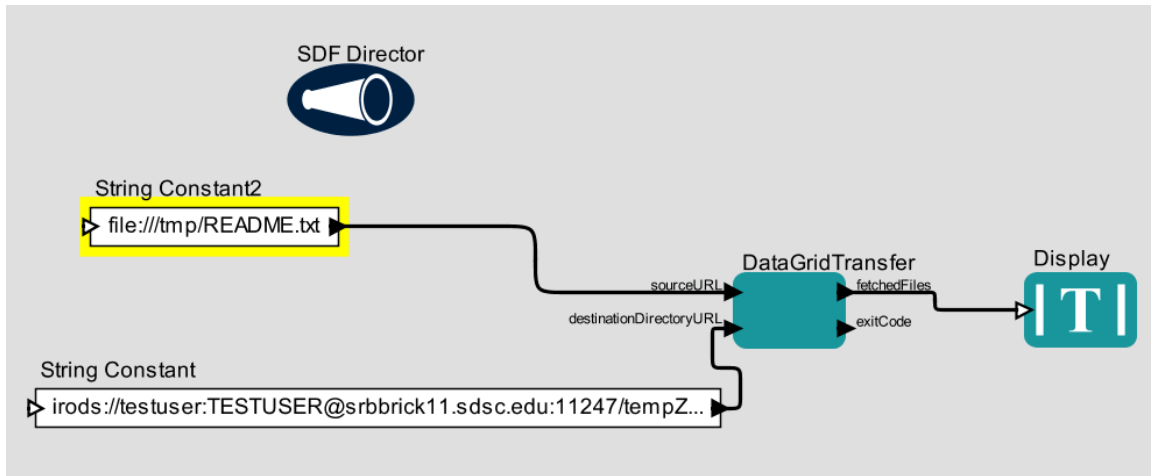 SDF Director
String Constant2
file:///tmp/README.txt
DataGridTransfer
Display
sourceURL
fetchedFiles
destinationDirectoryURL
exitCode
T
String Constant
irods://testuser:TESTUSER@srbbrick11.sdsc.edu:11247/tempZ...